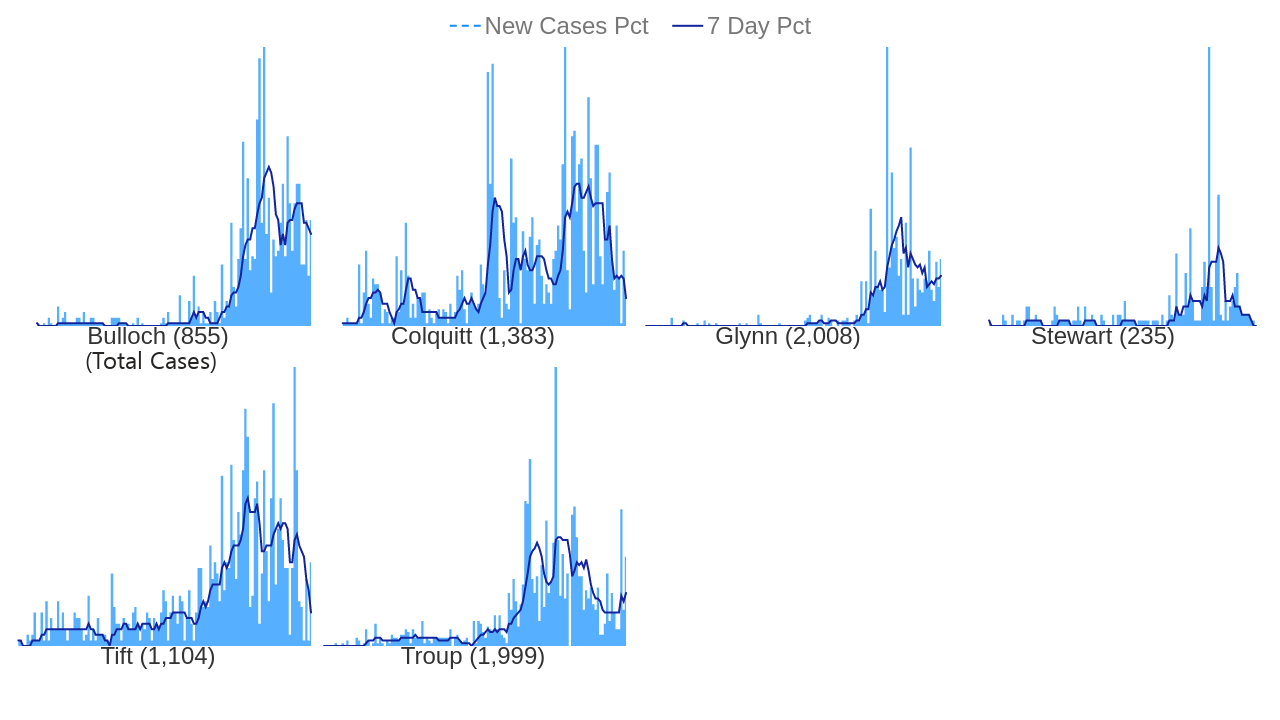 New Cases Pct 7 Day Pct
Bulloch (855)
(Total Cases)
Colquitt (1,383)
Glynn (2,008)
Stewart (235)
Tift (1,104)
Troup (1,999)